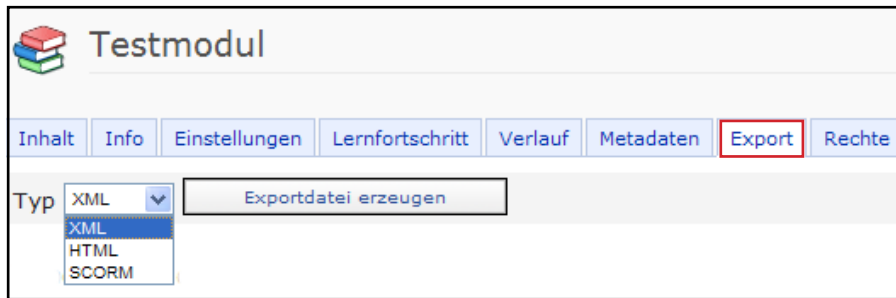 Testmodul
Inhalt Info Einstellungen Lernfortschritt Verlauf Metadaten Export Rechte
Typ XML Exportdatei erzeugen
XML
HTML
SCORM